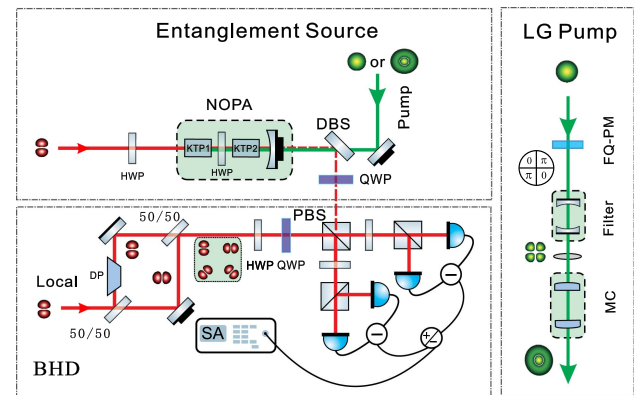 Entanglement Source
or
NOPA
DBS
Pump
KTP1
KTP2
HWP
HWP
QWP
50/50
PBS
Local
DP
HWP QWP
50/50
SA
−
−
+/−
BHD
LG Pump
FQ-PM
0 π
π 0
Filter
MC